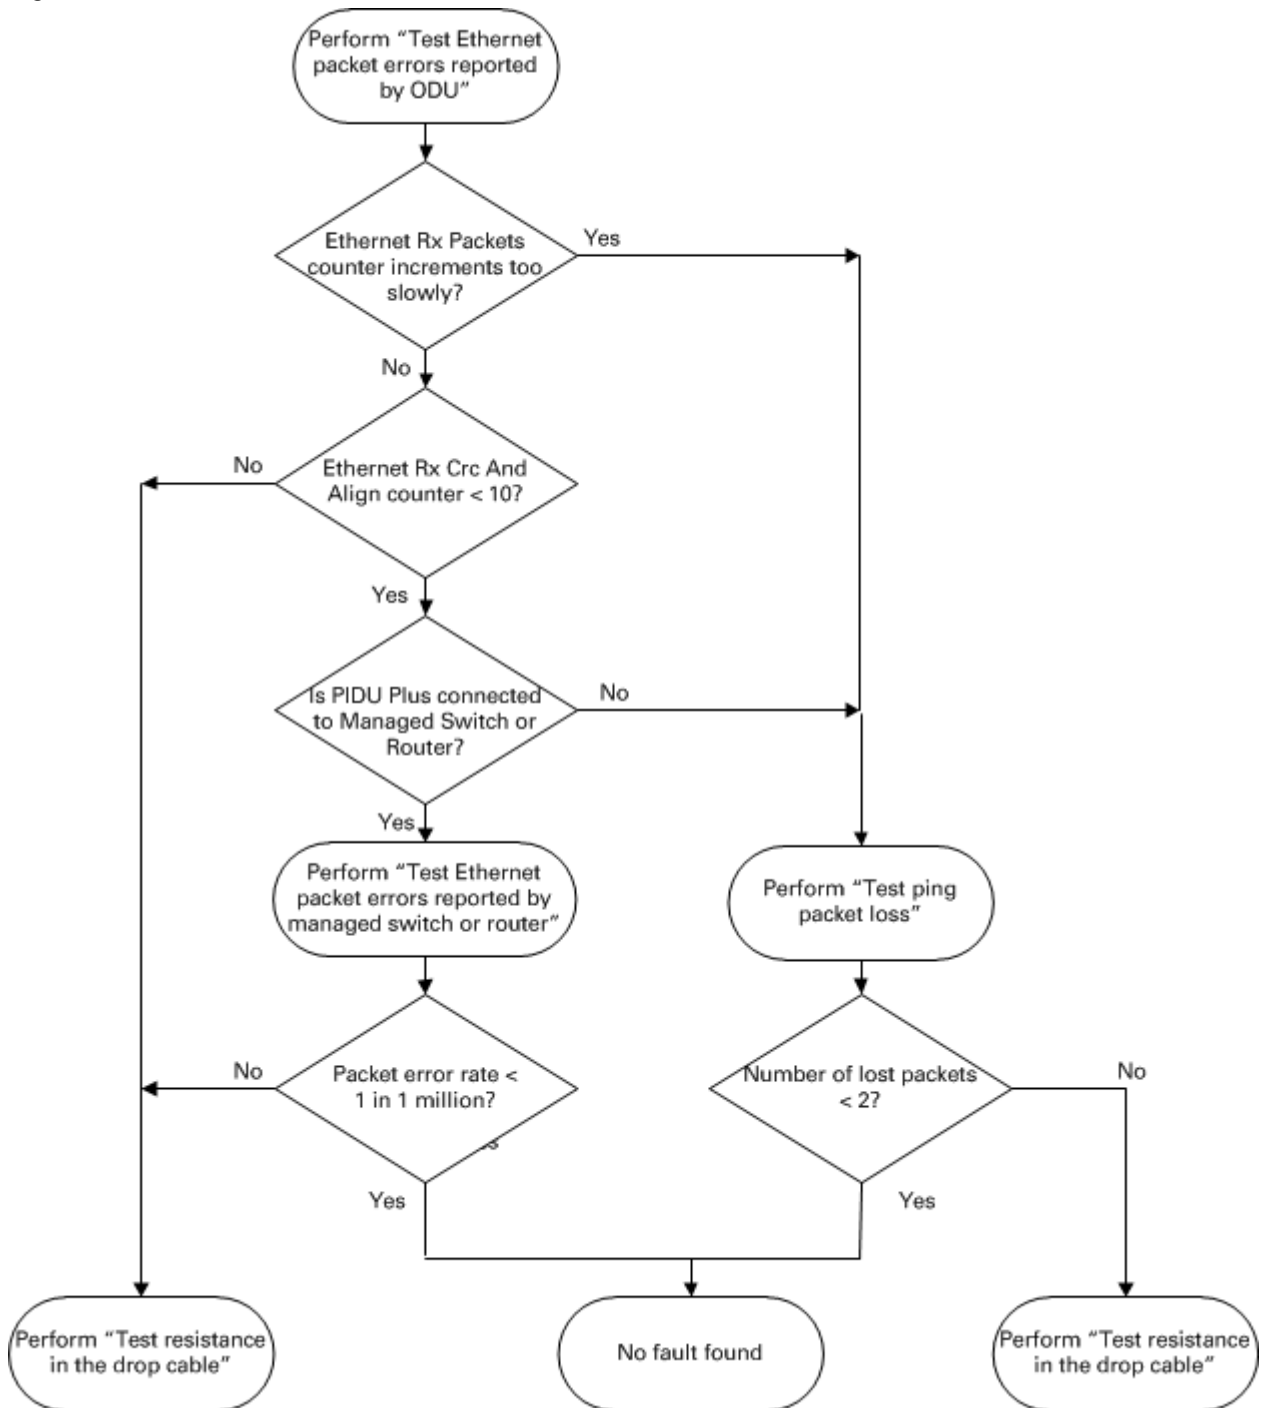 Perform “Test Ethernet
packet errors reported
by ODU”
Ethernet Rx Packets
counter increments too
slowly?
Yes
No
Ethernet Rx Crc And
Align counter < 10?
No
Yes
Is PIDU Plus connected
to Managed Switch or
Router?
No
Yes
Perform “Test Ethernet
packet errors reported by
managed switch or router”
Perform “Test ping
packet loss”
Packet error rate <
1 in 1 million?
No
Yes
Number of lost packets
< 2?
No
Yes
Perform “Test resistance
in the drop cable”
No fault found
Perform “Test resistance
in the drop cable”